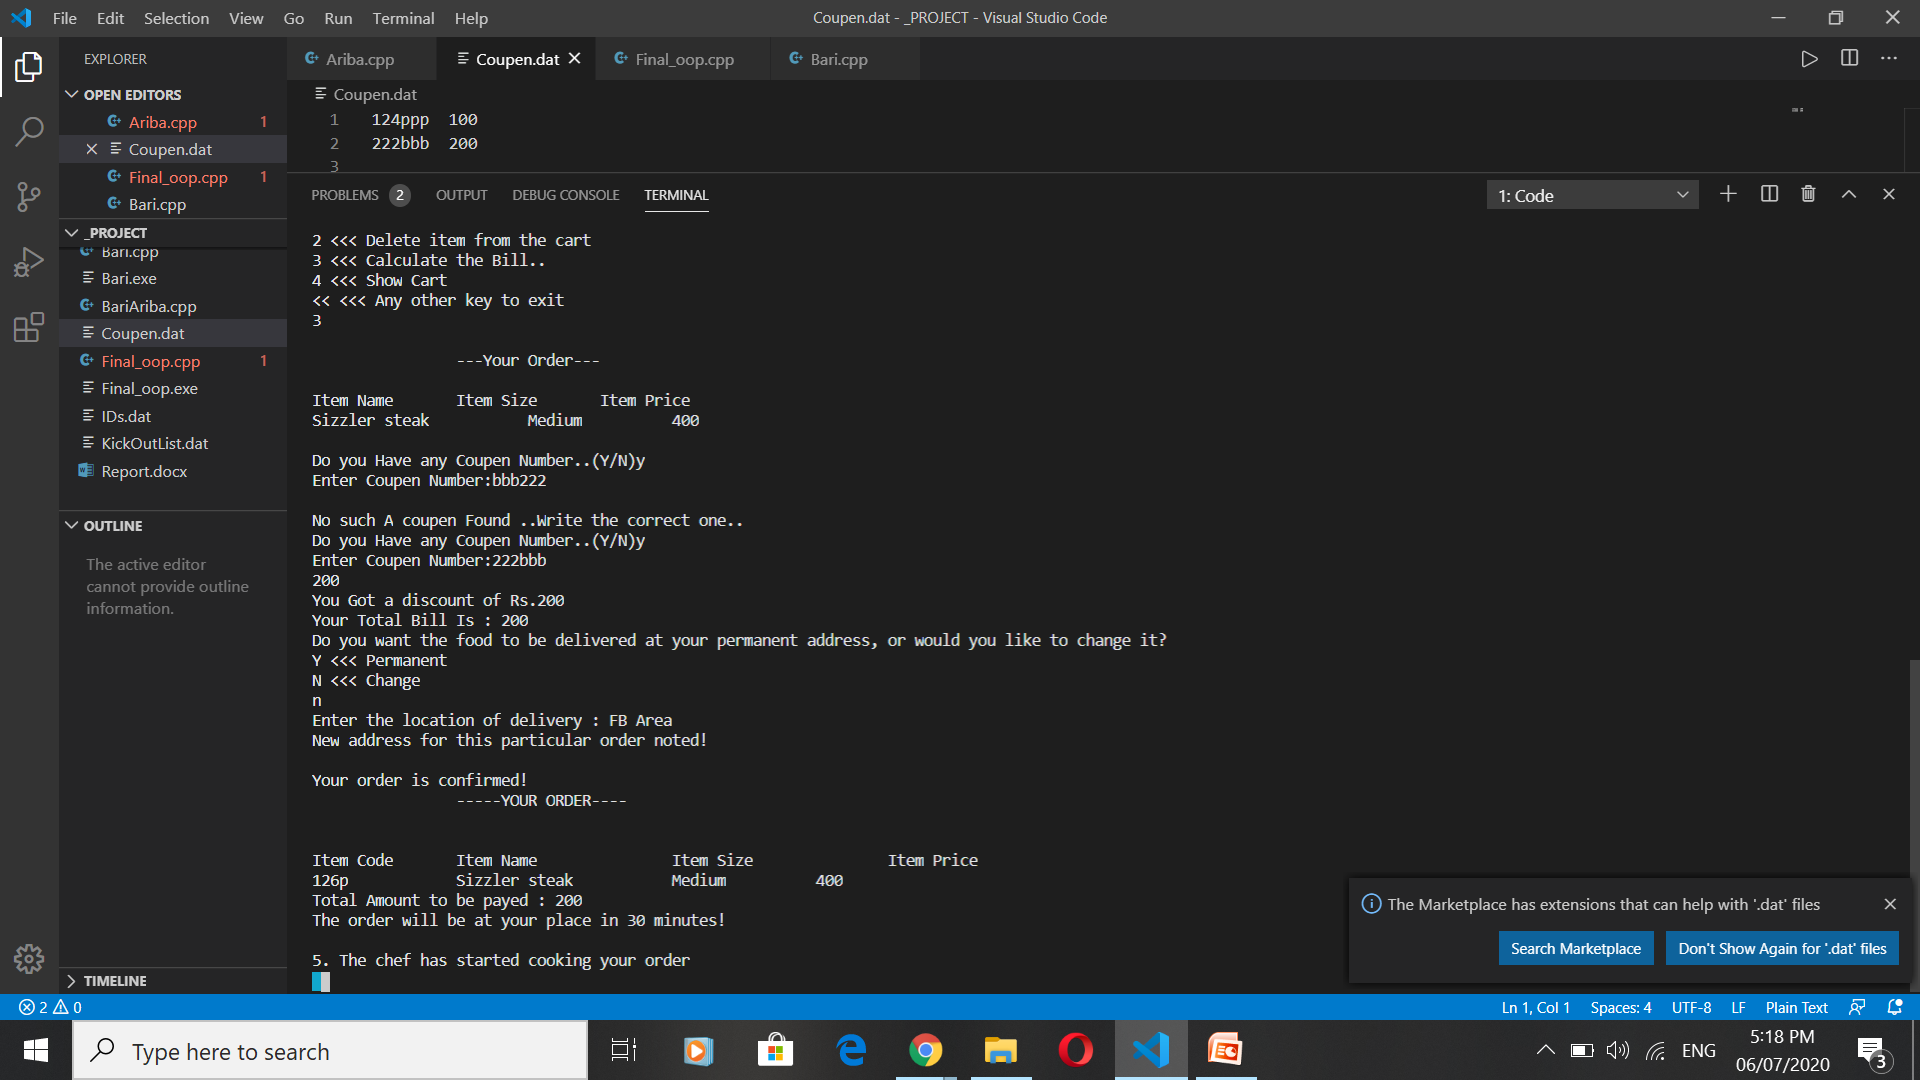 File Edit Selection View Go Run Terminal Help
Coupen.dat - _PROJECT - Visual Studio Code
EXPLORER
OPEN EDITORS
Ariba.cpp 1
Coupen.dat
Final_oop.cpp 1
Bari.cpp
_PROJECT
Bari.cpp
Bari.exe
BariAriba.cpp
Coupen.dat
Final_oop.cpp 1
Final_oop.exe
IDs.dat
KickOutList.dat
Report.docx
OUTLINE
The active editor
cannot provide outline
information.
TIMELINE
Ariba.cpp Coupen.dat Final_oop.cpp Bari.cpp
Coupen.dat
1 124ppp 100
2 222bbb 200
3
PROBLEMS 2 OUTPUT DEBUG CONSOLE TERMINAL 1: Code
2 <<< Delete item from the cart
3 <<< Calculate the Bill..
4 <<< Show Cart
<< <<< Any other key to exit
3
---Your Order---
Item Name Item Size Item Price
Sizzler steak Medium 400
Do you Have any Coupen Number..(Y/N)y
Enter Coupen Number:bbb222
No such A coupen Found ..Write the correct one..
Do you Have any Coupen Number..(Y/N)y
Enter Coupen Number:222bbb
200
You Got a discount of Rs.200
Your Total Bill Is : 200
Do you want the food to be delivered at your permanent address, or would you like to change it?
Y <<< Permanent
N <<< Change
n
Enter the location of delivery : FB Area
New address for this particular order noted!
Your order is confirmed!
-----YOUR ORDER----
Item Code Item Name Item Size Item Price
126p Sizzler steak Medium 400
Total Amount to be payed : 200
The order will be at your place in 30 minutes!
5. The chef has started cooking your order
The Marketplace has extensions that can help with '.dat' files
Search Marketplace Don't Show Again for '.dat' files
2 0 Ln 1, Col 1 Spaces: 4 UTF-8 LF Plain Text
Type here to search
ENG
5:18 PM
06/07/2020
3